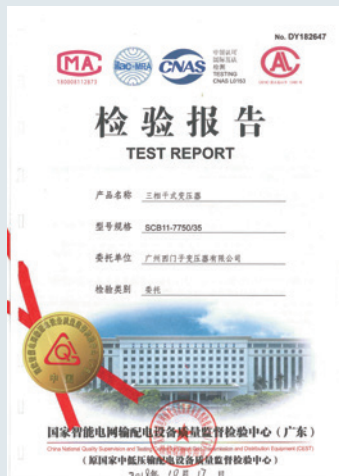 No. DY182647
MA
ilac-MRA
CNAS
中国认可
国际互认
检测
TESTING
CNAS L0153
CAL
检验报告
TEST REPORT
产品名称 三相干式变压器
型号规格 SCB11-7750/35
委托单位 广州西门子变压器有限公司
检验类别 委托
国家智能电网输配电设备质量监督检验中心（广东）
（原国家中低压输配电设备质量监督检验中心）